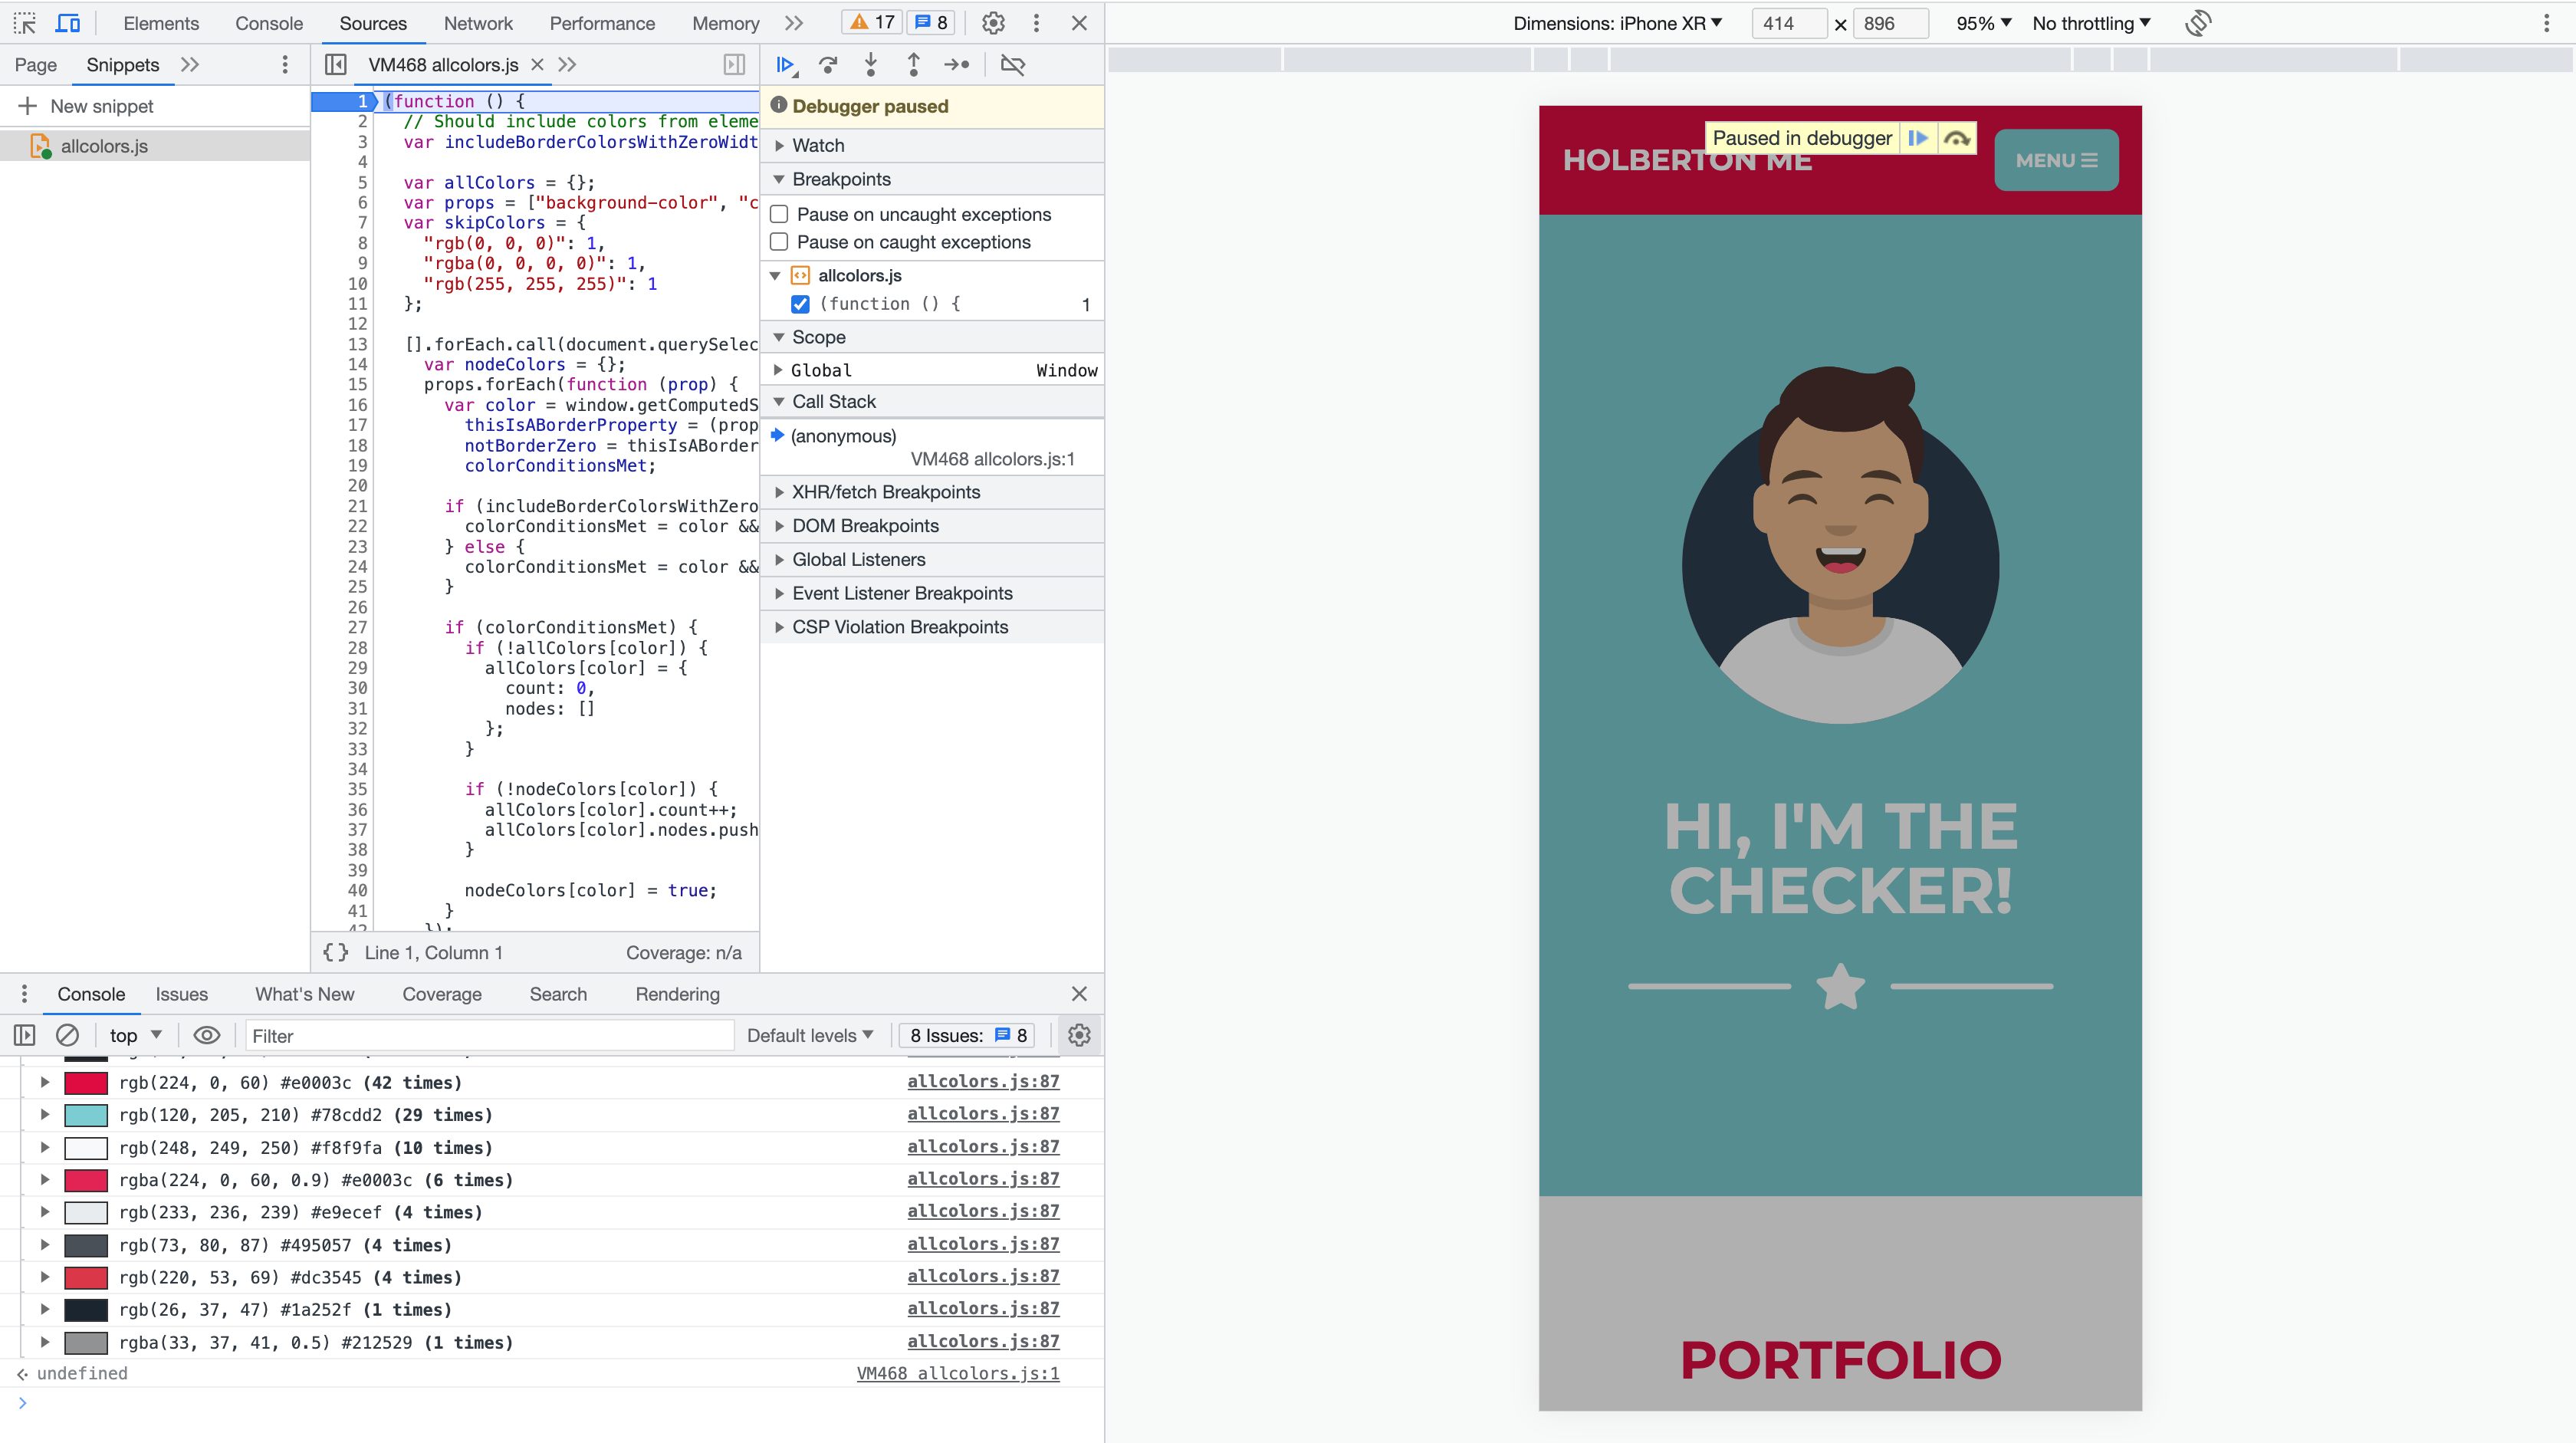 Elements Console Sources Network Performance Memory 17 8
Dimensions: iPhone XR 414 × 896 95% No throttling
Page Snippets
VM468 allcolors.js
New snippet
allcolors.js
1 (function () {
2 // Should include colors from eleme
3 var includeBorderColorsWithZeroWidt
4
5 var allColors = {};
6 var props = ["background-color", "c
7 var skipColors = {
8 "rgb(0, 0, 0)": 1,
9 "rgba(0, 0, 0, 0)": 1,
10 "rgb(255, 255, 255)": 1
11 };
12
13 [].forEach.call(document.querySelec
14 var nodeColors = {};
15 props.forEach(function (prop) {
16 var color = window.getComputedS
17 thisIsABorderProperty = (prop
18 notBorderZero = thisIsABorder
19 colorConditionsMet;
20
21 if (includeBorderColorsWithZero
22 colorConditionsMet = color &&
23 } else {
24 colorConditionsMet = color &&
25 }
26
27 if (colorConditionsMet) {
28 if (!allColors[color]) {
29 allColors[color] = {
30 count: 0,
31 nodes: []
32 };
33 }
34
35 if (!nodeColors[color]) {
36 allColors[color].count++;
37 allColors[color].nodes.push
38 }
39
40 nodeColors[color] = true;
41 }
42 });
{} Line 1, Column 1 Coverage: n/a
Debugger paused
Watch
Breakpoints
Pause on uncaught exceptions
Pause on caught exceptions
allcolors.js
(function () { 1
Scope
Global Window
Call Stack
(anonymous)
VM468 allcolors.js:1
XHR/fetch Breakpoints
DOM Breakpoints
Global Listeners
Event Listener Breakpoints
CSP Violation Breakpoints
Console Issues What's New Coverage Search Rendering
top Filter Default levels 8 Issues: 8
rgb(224, 0, 60) #e0003c (42 times) allcolors.js:87
rgb(120, 205, 210) #78cdd2 (29 times) allcolors.js:87
rgb(248, 249, 250) #f8f9fa (10 times) allcolors.js:87
rgba(224, 0, 60, 0.9) #e0003c (6 times) allcolors.js:87
rgb(233, 236, 239) #e9ecef (4 times) allcolors.js:87
rgb(73, 80, 87) #495057 (4 times) allcolors.js:87
rgb(220, 53, 69) #dc3545 (4 times) allcolors.js:87
rgb(26, 37, 47) #1a252f (1 times) allcolors.js:87
rgba(33, 37, 41, 0.5) #212529 (1 times) allcolors.js:87
undefined VM468 allcolors.js:1
Paused in debugger
HOLBERTON ME
MENU
HI, I'M THE
CHECKER!
PORTFOLIO